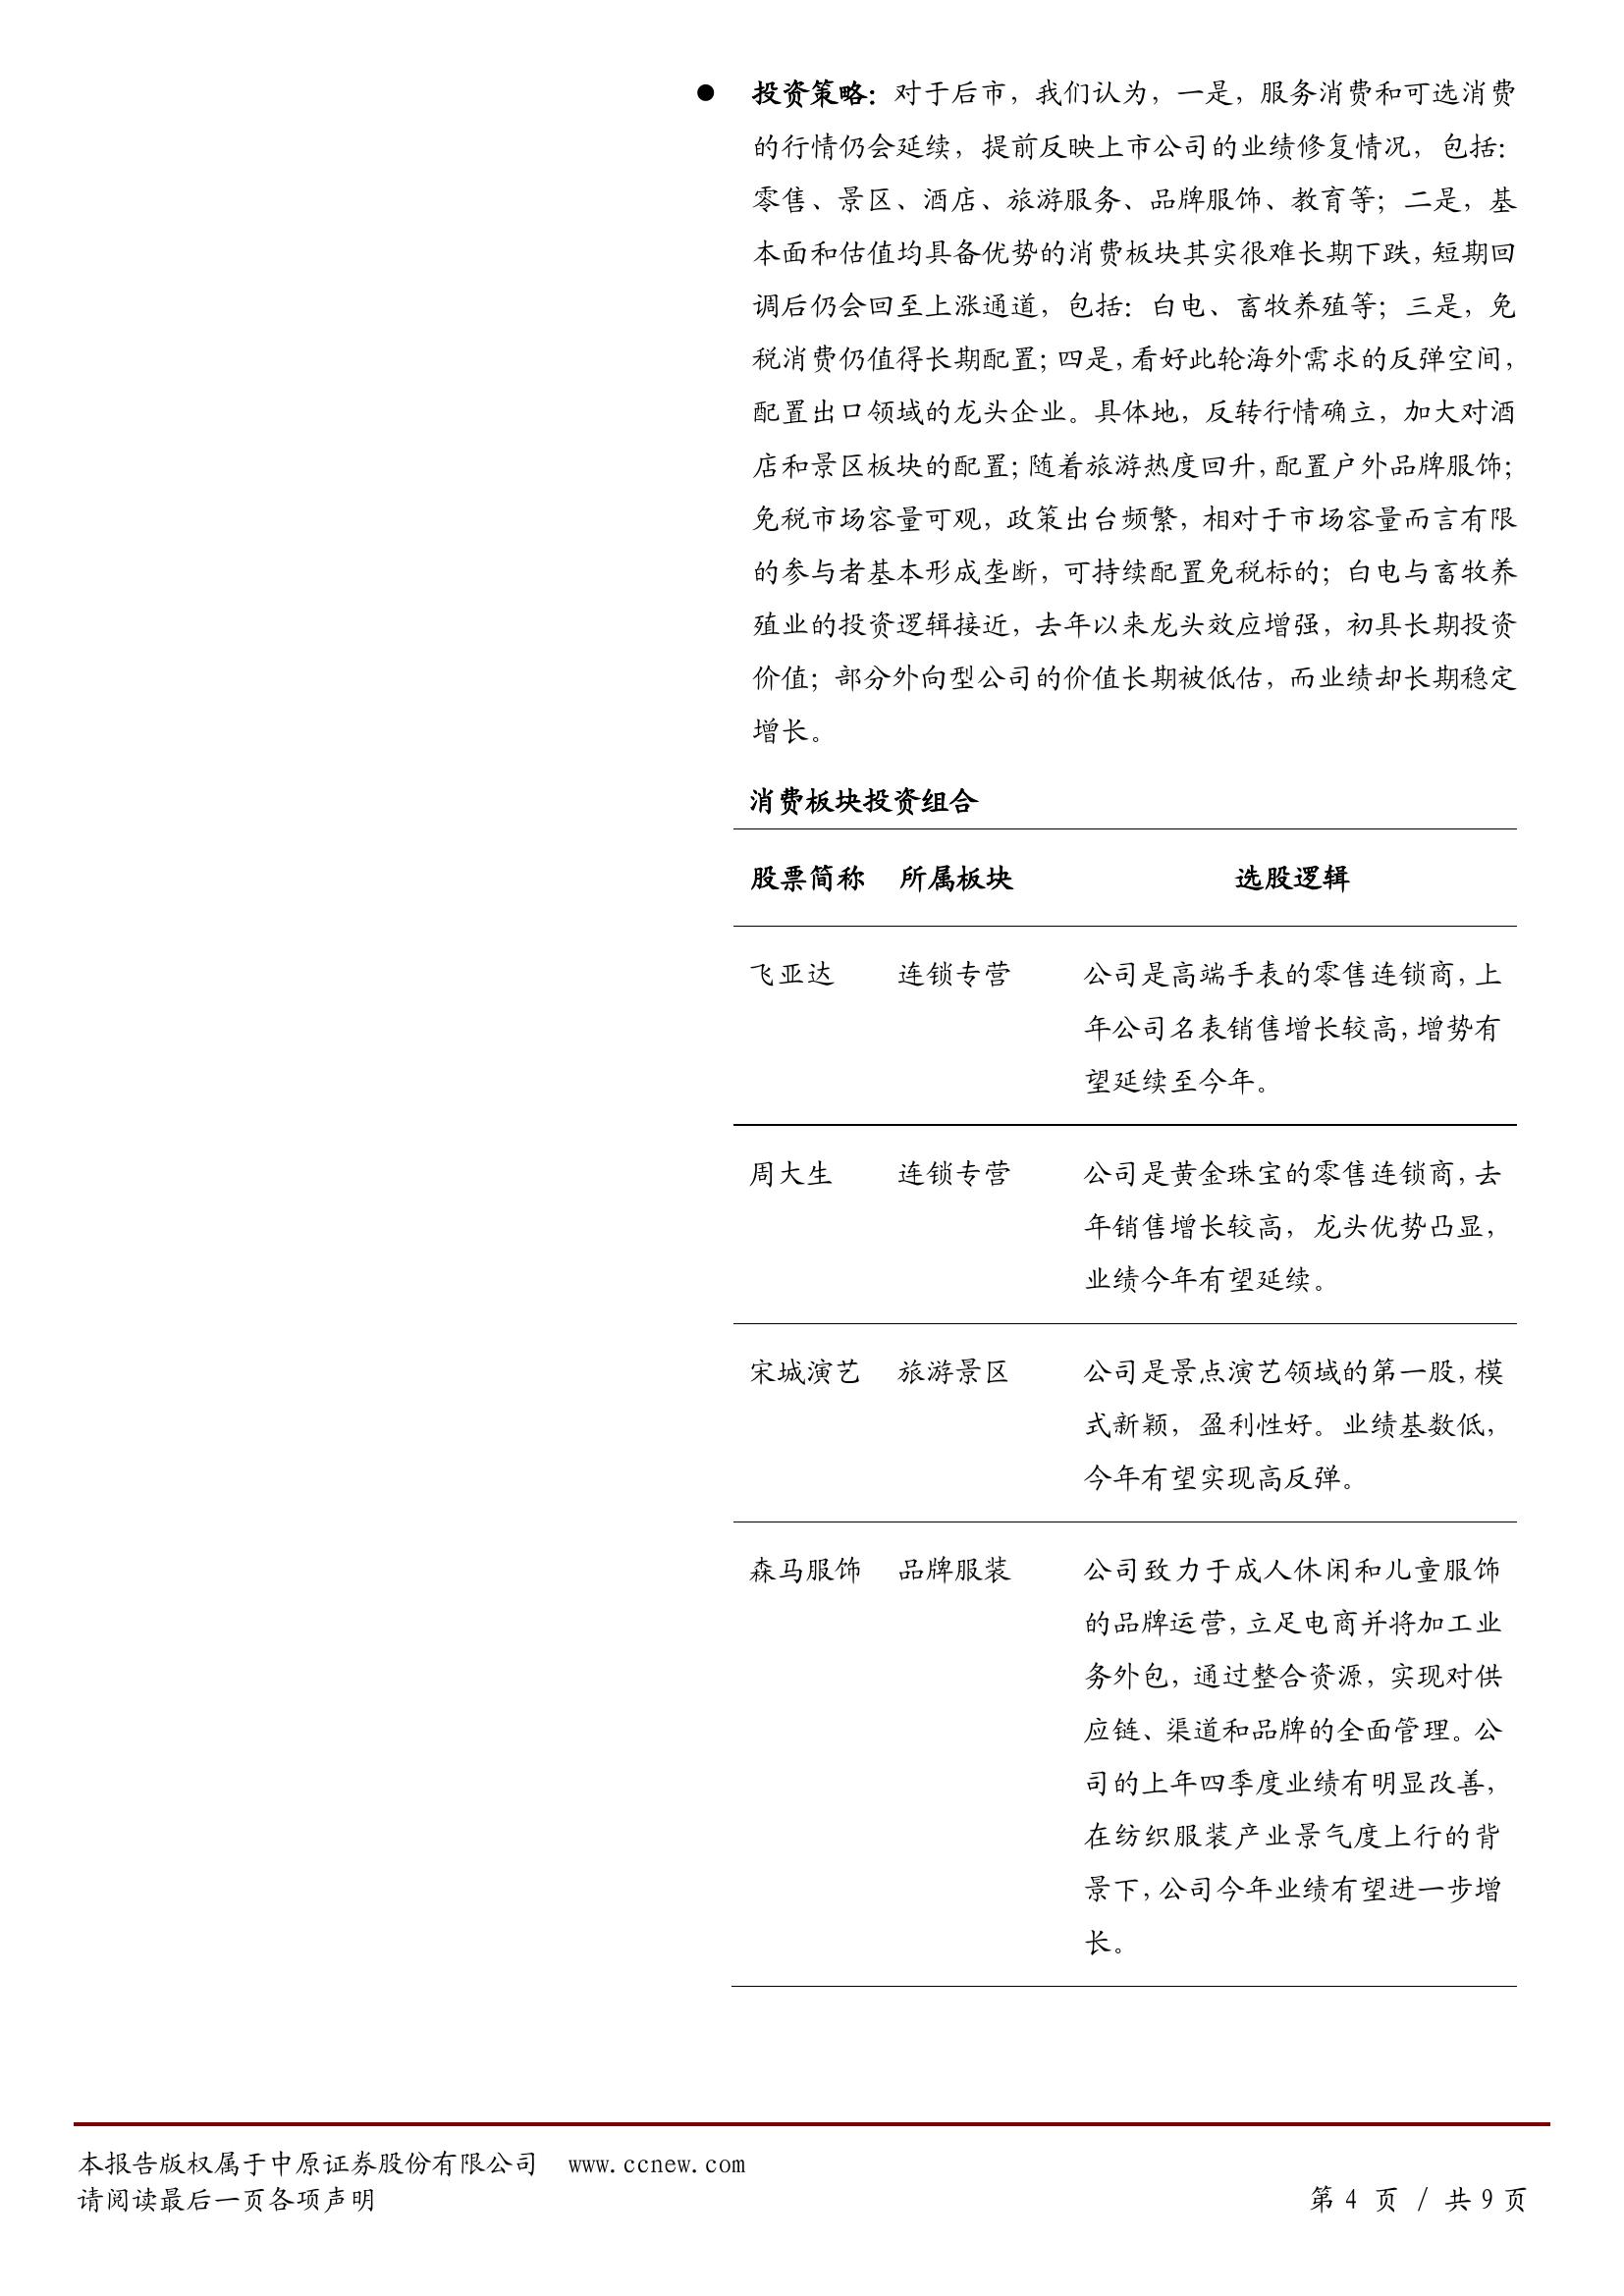 ● 投资策略：对于后市，我们认为，一是，服务消费和可选消费
的行情仍会延续，提前反映上市公司的业绩修复情况，包括：
零售、景区、酒店、旅游服务、品牌服饰、教育等；二是，基
本面和估值均具备优势的消费板块其实很难长期下跌，短期回
调后仍会回至上涨通道，包括：白电、畜牧养殖等；三是，免
税消费仍值得长期配置；四是，看好此轮海外需求的反弹空间，
配置出口领域的龙头企业。具体地，反转行情确立，加大对酒
店和景区板块的配置；随着旅游热度回升，配置户外品牌服饰；
免税市场容量可观，政策出台频繁，相对于市场容量而言有限
的参与者基本形成垄断，可持续配置免税标的；白电与畜牧养
殖业的投资逻辑接近，去年以来龙头效应增强，初具长期投资
价值；部分外向型公司的价值长期被低估，而业绩却长期稳定
增长。
消费板块投资组合
股票简称 所属板块 选股逻辑
飞亚达 连锁专营 公司是高端手表的零售连锁商，上
年公司名表销售增长较高，增势有
望延续至今年。
周大生 连锁专营 公司是黄金珠宝的零售连锁商，去
年销售增长较高，龙头优势凸显，
业绩今年有望延续。
宋城演艺 旅游景区 公司是景点演艺领域的第一股，模
式新颖，盈利性好。业绩基数低，
今年有望实现高反弹。
森马服饰 品牌服装 公司致力于成人休闲和儿童服饰
的品牌运营，立足电商并将加工业
务外包，通过整合资源，实现对供
应链、渠道和品牌的全面管理。公
司的上年四季度业绩有明显改善，
在纺织服装产业景气度上行的背
景下，公司今年业绩有望进一步增
长。
本报告版权属于中原证券股份有限公司 www.ccnew.com
请阅读最后一页各项声明 第 4 页 / 共 9 页